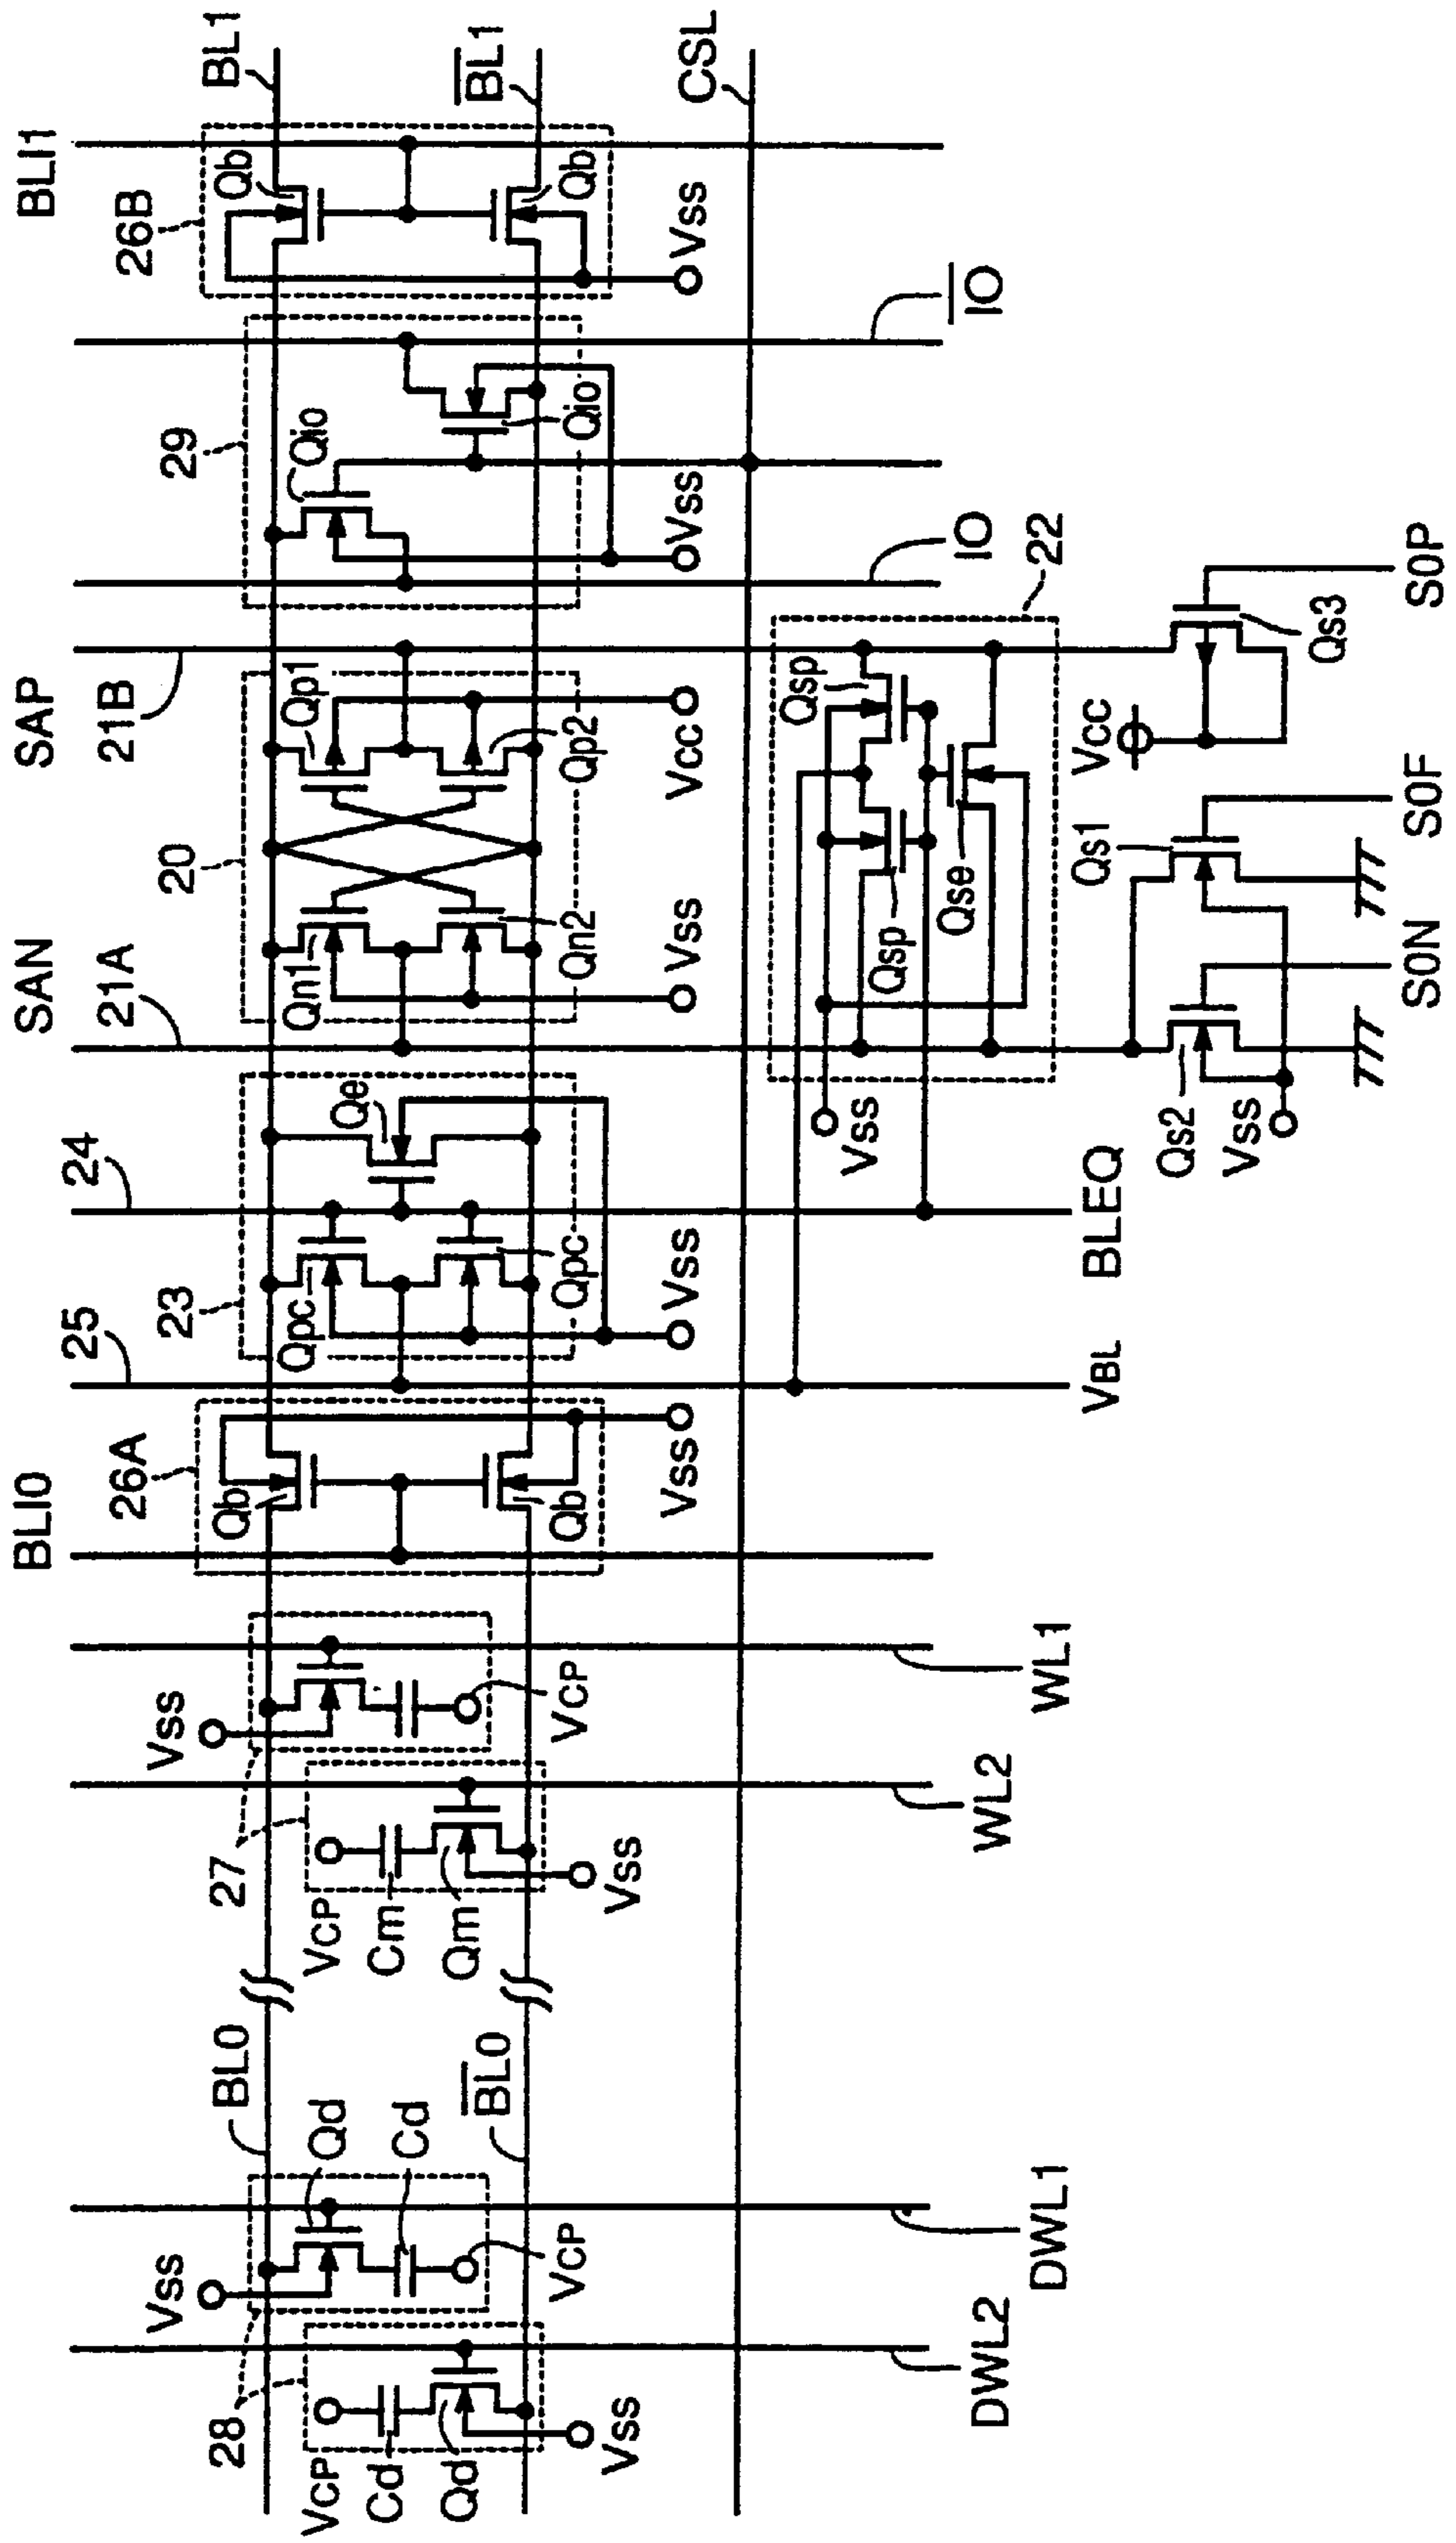 BLI0
SAN
SAP
BLI1
28
27
26A
25
23
24
21A
20
21B
29
26B
Vss
Vss
BL0
BL1
Qb
Qpc
Qn1
Qp1
Qio
Qb
VCP
Cd
Qd
Qd
Cd
VCP
Cm
Qm
Qb
Qe
Qpc
Qn2
Qp2
Qio
Qb
BL0
BL1
Vss
VCP
Vss
VCP
Vss
Vss
Vss
Vcc
Vss
Vss
CSL
Vss
Qsp
Qsp
Qse
22
IO
IO
DWL2
DWL1
WL2
WL1
VBL
BLEQ
Qs2
Vss
Qs1
Vcc
Qs3
S0N
S0F
S0P